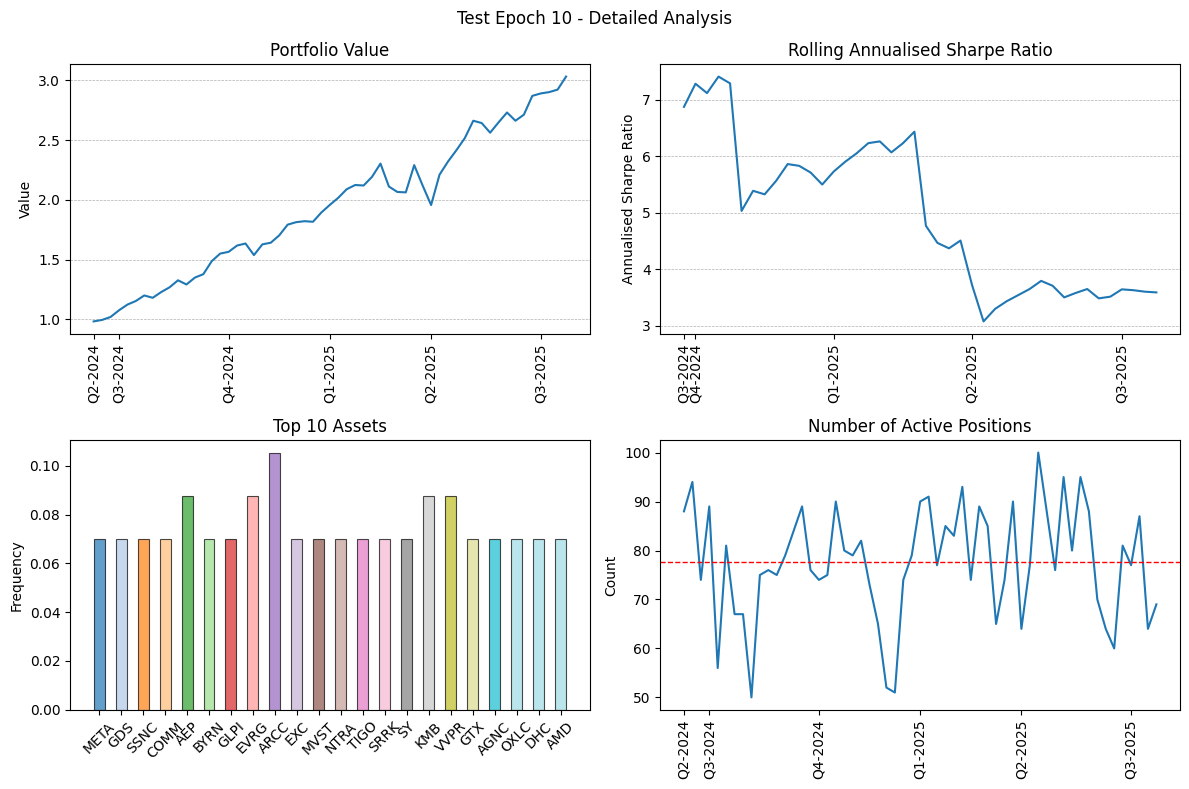 Test Epoch 10 - Detailed Analysis
Portfolio Value
Value
3.0
2.5
2.0
1.5
1.0
Q2-2024
Q3-2024
Q4-2024
Q1-2025
Q2-2025
Q3-2025
Rolling Annualised Sharpe Ratio
Annualised Sharpe Ratio
7
6
5
4
3
Q3-2024
Q4-2024
Q1-2025
Q2-2025
Q3-2025
Top 10 Assets
Frequency
0.10
0.08
0.06
0.04
0.02
0.00
META
GDS
SSNC
COMM
AEP
BYRN
GLPI
EVRG
ARCC
EXC
MVST
NTRA
TIGO
SRRK
SY
KMB
VVPR
GTX
AGNC
OXLC
DHC
AMD
Number of Active Positions
Count
100
90
80
70
60
50
Q2-2024
Q3-2024
Q4-2024
Q1-2025
Q2-2025
Q3-2025